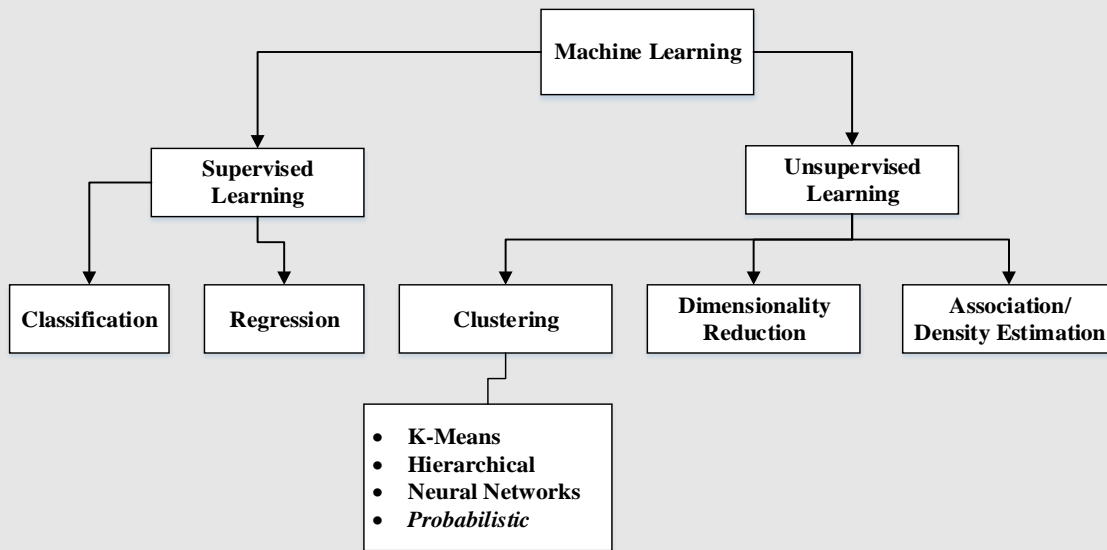 Machine Learning
Supervised
Learning
Unsupervised
Learning
Classification
Regression
Clustering
Dimensionality
Reduction
Association/
Density Estimation
• K-Means
• Hierarchical
• Neural Networks
• Probabilistic